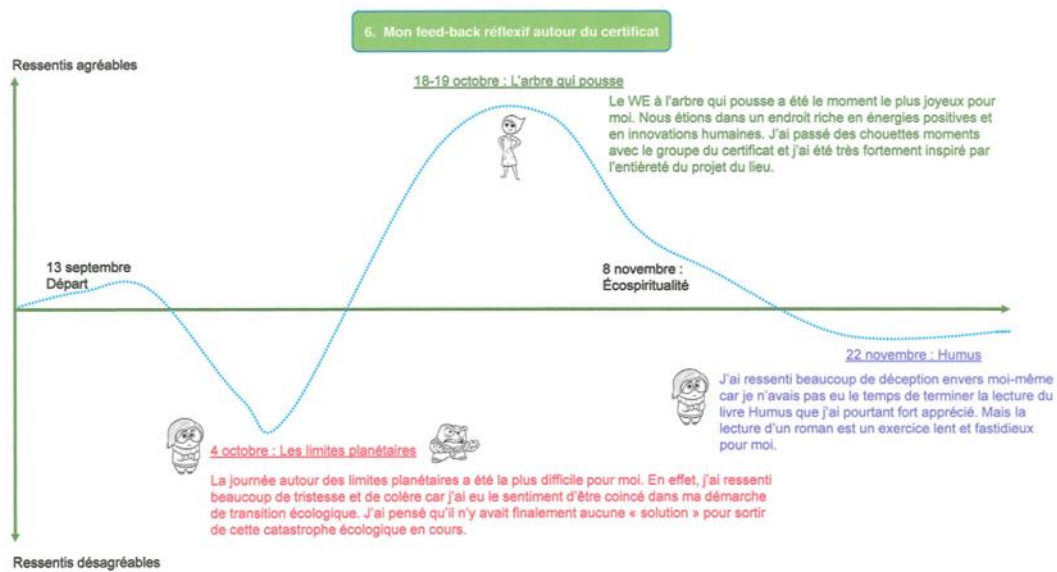 6. Mon feed-back réflexif autour du certificat
Ressentis agréables
18-19 octobre : L'arbre qui pousse
Le WE à l'arbre qui pousse a été le moment le plus joyeux pour
moi. Nous étions dans un endroit riche en énergies positives et
en innovations humaines. J'ai passé des chouettes moments
avec le groupe du certificat et j'ai été très fortement inspiré par
l'entièreté du projet du lieu.
13 septembre
Départ
8 novembre :
Écospiritualité
22 novembre : Humus
J'ai ressenti beaucoup de déception envers moi-même
car je n'avais pas eu le temps de terminer la lecture du
livre Humus que j'ai pourtant fort apprécié. Mais la
lecture d'un roman est un exercice lent et fastidieux
pour moi.
4 octobre : Les limites planétaires
La journée autour des limites planétaires a été la plus difficile pour moi. En effet, j'ai ressenti
beaucoup de tristesse et de colère car j'ai eu le sentiment d'être coincé dans ma démarche
de transition écologique. J'ai pensé qu'il n'y avait finalement aucune « solution » pour sortir
de cette catastrophe écologique en cours.
Ressentis désagréables